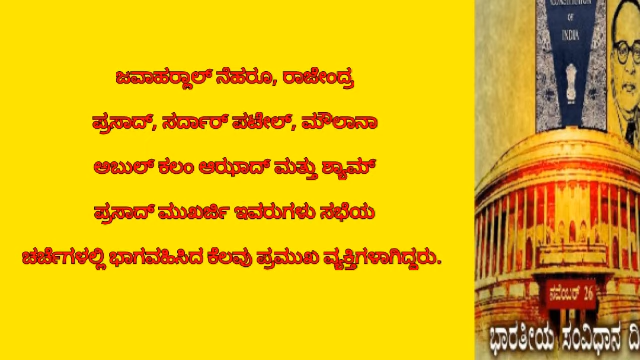 ಜವಾಹರ್‍ಲಾಲ್ ನೆಹರೂ, ರಾಜೇಂದ್ರ
ಪ್ರಸಾದ್, ಸರ್ದಾರ್ ಪಟೇಲ್, ಮೌಲಾನಾ
ಅಬುಲ್ ಕಲಂ ಆಝಾದ್ ಮತ್ತು ಶ್ಯಾಮ್
ಪ್ರಸಾದ್ ಮುಖರ್ಜಿ ಇವರುಗಳು ಸಭೆಯ
ಚರ್ಚೆಗಳಲ್ಲಿ ಭಾಗವಹಿಸಿದ ಕೆಲವು ಪ್ರಮುಖ ವ್ಯಕ್ತಿಗಳಾಗಿದ್ದರು.
CONSTITUTION
OF
INDIA
ನವೆಂಬರ್ 26
ಭಾರತೀಯ ಸಂವಿಧಾನ ದಿ